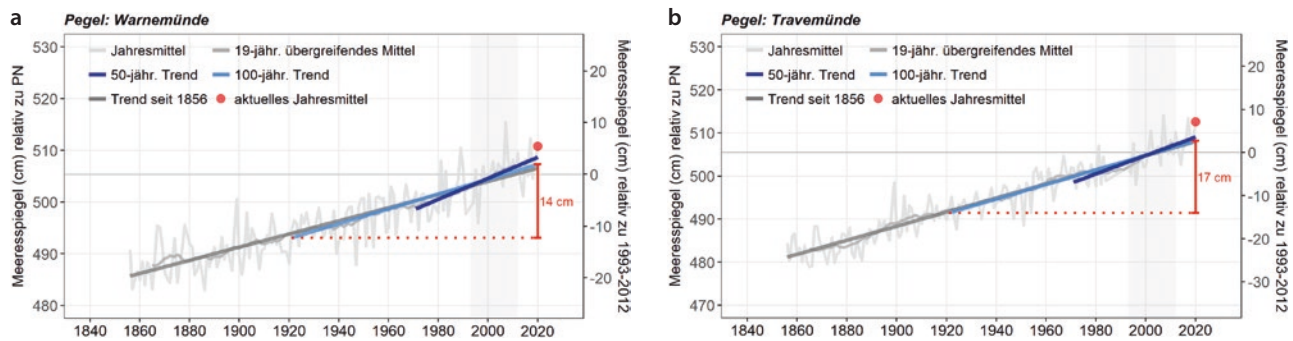 a
Pegel: Warnemünde
Meeresspiegel (cm) relativ zu PN
530
520
510
500
490
480
Jahresmittel
19-jähr. übergreifendes Mittel
50-jähr. Trend
100-jähr. Trend
Trend seit 1856
aktuelles Jahresmittel
14 cm
20
10
0
-10
-20
Meeresspiegel (cm) relativ zu 1993-2012
1840 1860 1880 1900 1920 1940 1960 1980 2000 2020
b
Pegel: Travemünde
Meeresspiegel (cm) relativ zu PN
530
520
510
500
490
480
470
Jahresmittel
19-jähr. übergreifendes Mittel
50-jähr. Trend
100-jähr. Trend
Trend seit 1856
aktuelles Jahresmittel
17 cm
20
10
0
-10
-20
-30
Meeresspiegel (cm) relativ zu 1993-2012
1840 1860 1880 1900 1920 1940 1960 1980 2000 2020